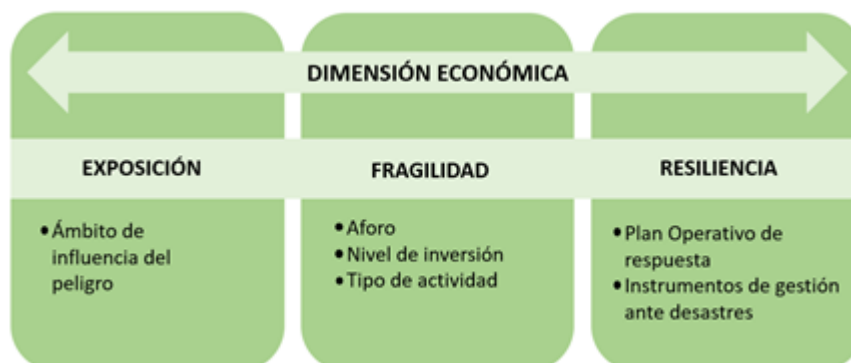 DIMENSIÓN ECONÓMICA
EXPOSICIÓN
• Ámbito de
influencia del
peligro
FRAGILIDAD
• Aforo
• Nivel de inversión
• Tipo de actividad
RESILIENCIA
• Plan Operativo de
respuesta
• Instrumentos de gestión
ante desastres